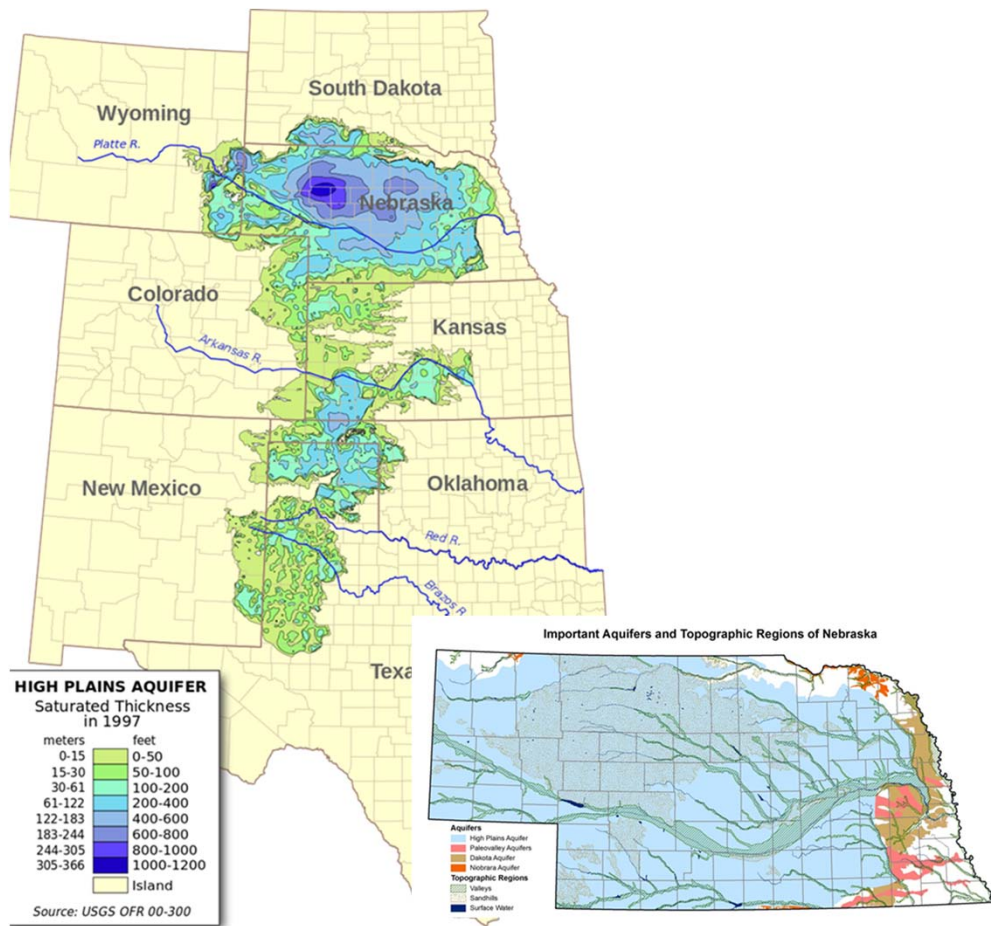 South Dakota
Wyoming
Platte R.
Nebraska
Colorado
Kansas
Arkansas R.
New Mexico
Oklahoma
Red R.
Brazos R
Texa
HIGH PLAINS AQUIFER
Saturated Thickness
in 1997
meters feet
0-15 0-50
15-30 50-100
30-61 100-200
61-122 200-400
122-183 400-600
183-244 600-800
244-305 800-1000
305-366 1000-1200
Island
Source: USGS OFR 00-300
Important Aquifers and Topographic Regions of Nebraska
Aquifers
High Plains Aquifer
Paleovalley Aquifers
Dakota Aquifer
Niobrara Aquifer
Topographic Regions
Valleys
Sandhills
Surface Water